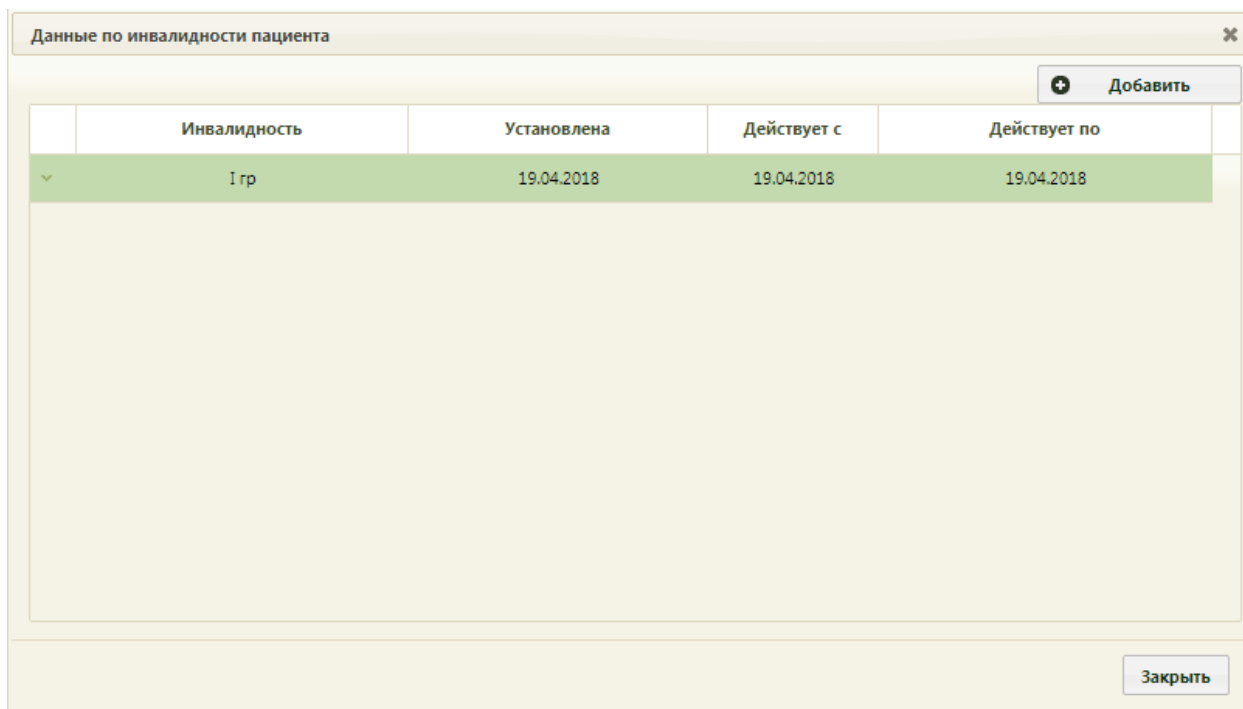 Данные по инвалидности пациента
Добавить
Инвалидность Установлена Действует с Действует по
I гр 19.04.2018 19.04.2018 19.04.2018
Закрыть